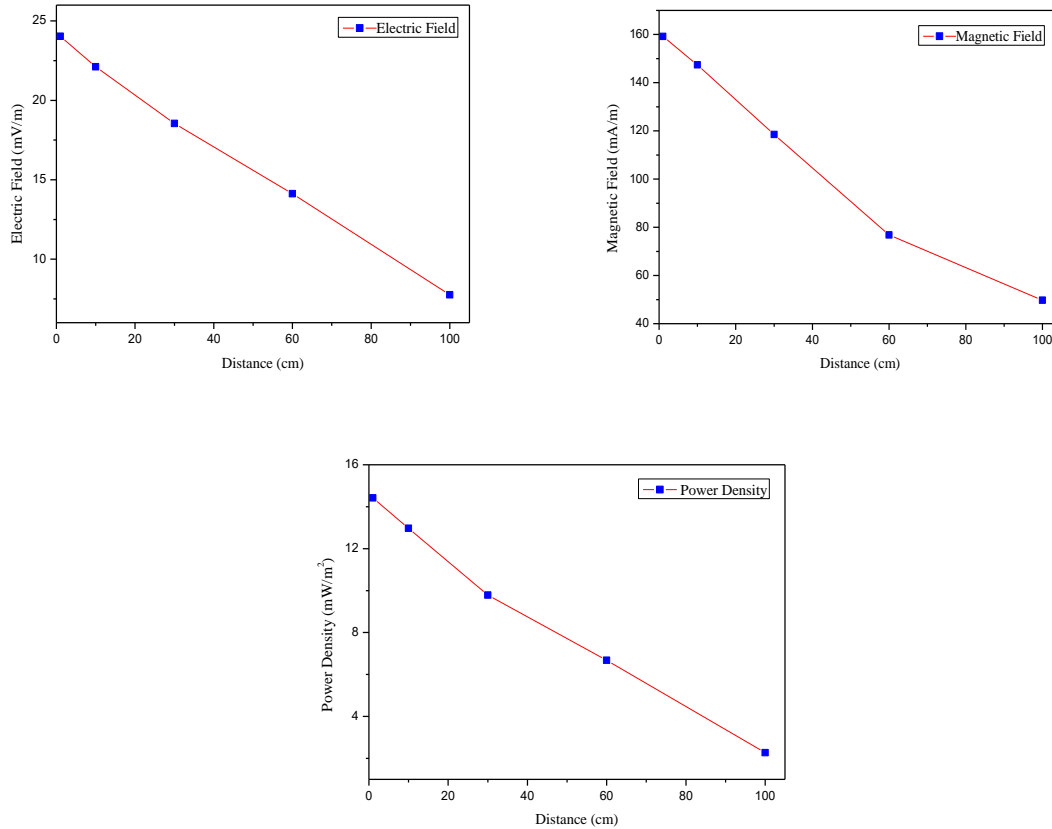 Electric Field
25
20
15
10
0 20 40 60 80 100
Electric Field (mV/m)
Distance (cm)
Magnetic Field
160
140
120
100
80
60
40
0 20 40 60 80 100
Magnetic Field (mA/m)
Distance (cm)
Power Density
16
12
8
4
0 20 40 60 80 100
Power Density (mW/m²)
Distance (cm)